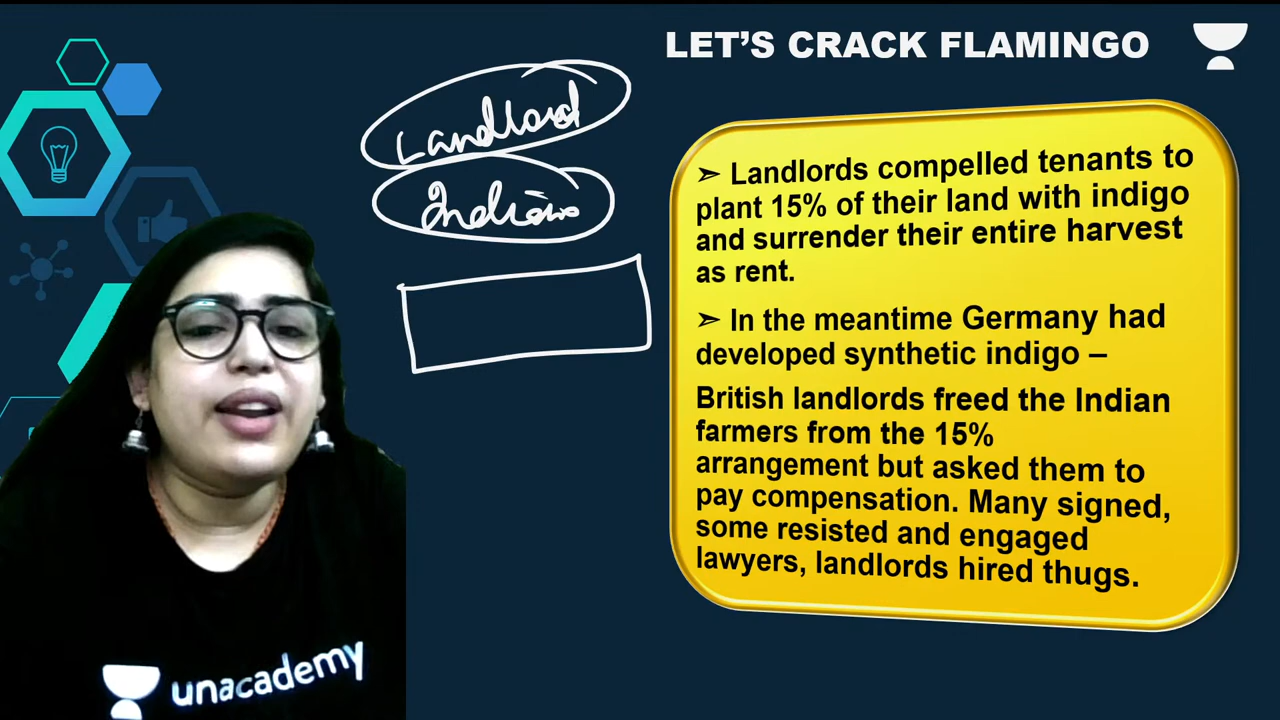 LET'S CRACK FLAMINGO
Landlord
Indians
➢ Landlords compelled tenants to
plant 15% of their land with indigo
and surrender their entire harvest
as rent.
➢ In the meantime Germany had
developed synthetic indigo –
British landlords freed the Indian
farmers from the 15%
arrangement but asked them to
pay compensation. Many signed,
some resisted and engaged
lawyers, landlords hired thugs.
unacademy